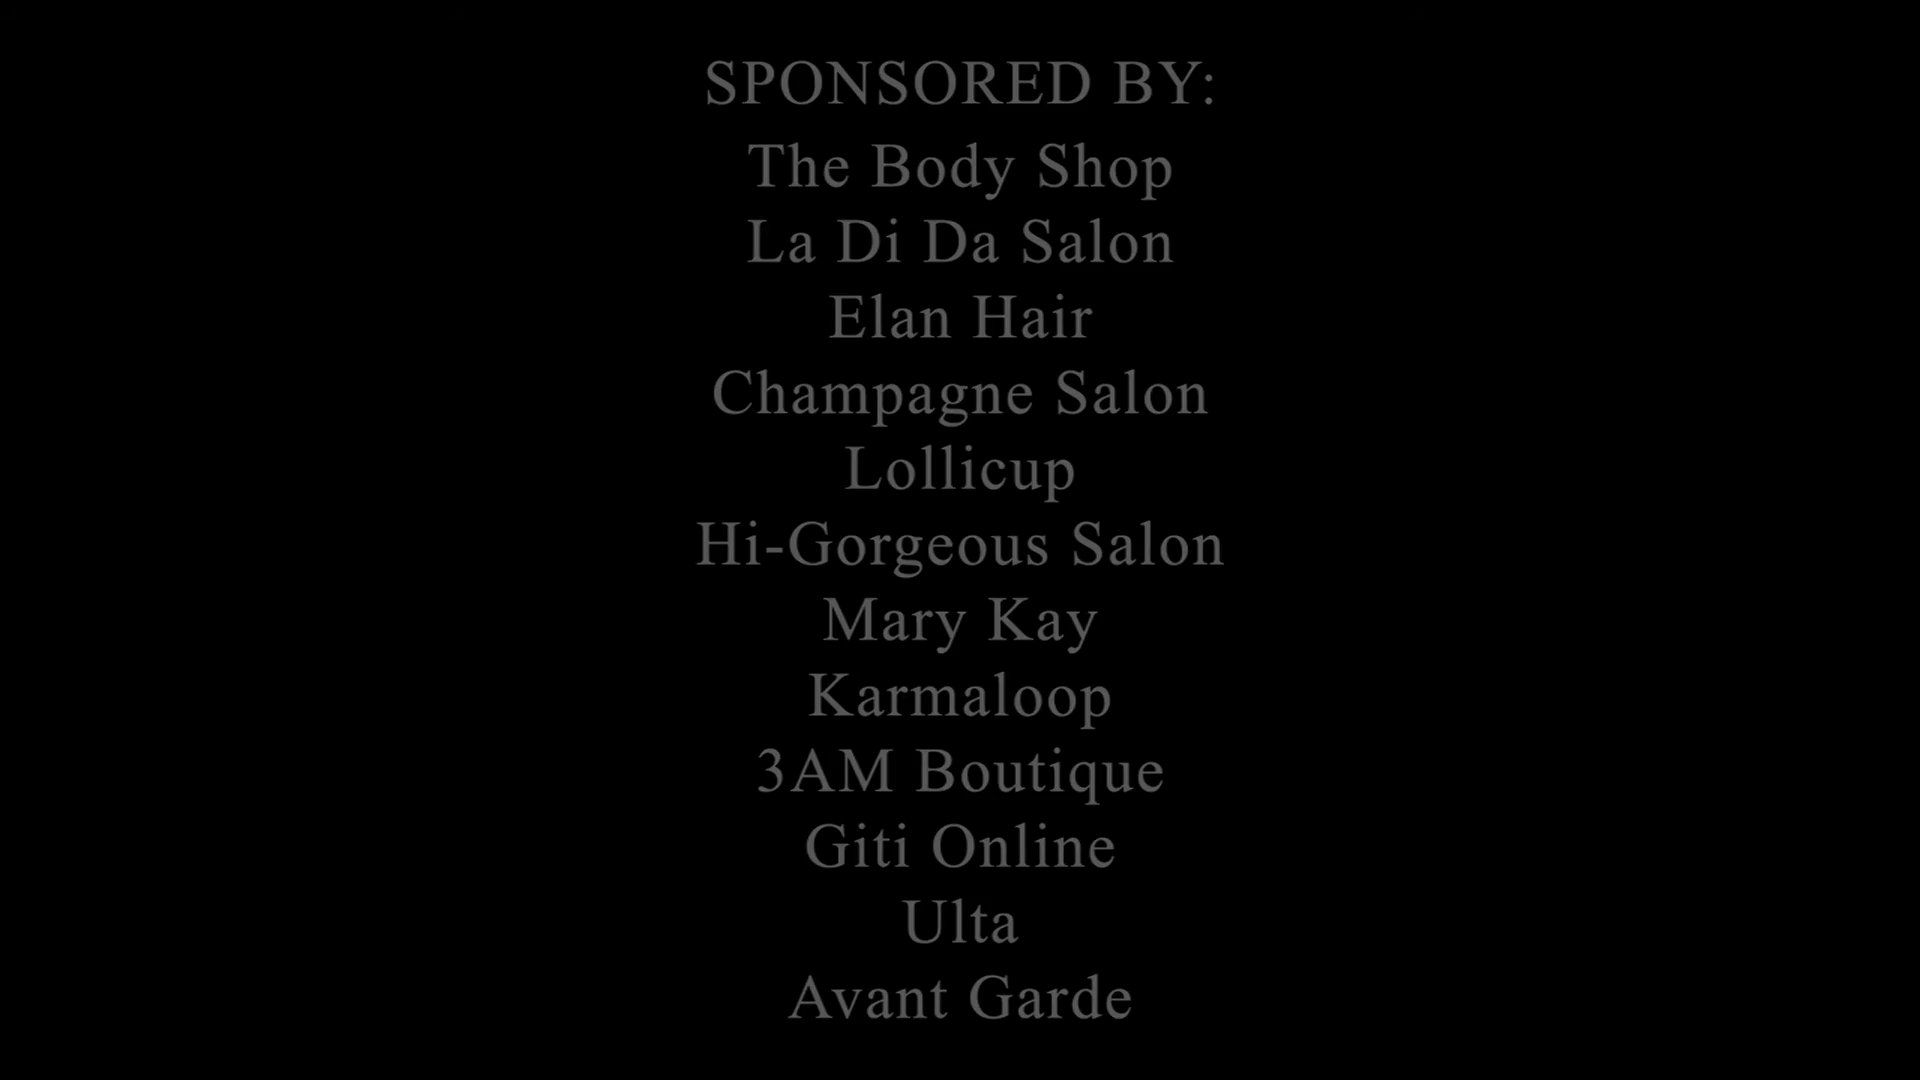 SPONSORED BY:
The Body Shop
La Di Da Salon
Elan Hair
Champagne Salon
Lollicup
Hi-Gorgeous Salon
Mary Kay
Karmaloop
3AM Boutique
Giti Online
Ulta
Avant Garde